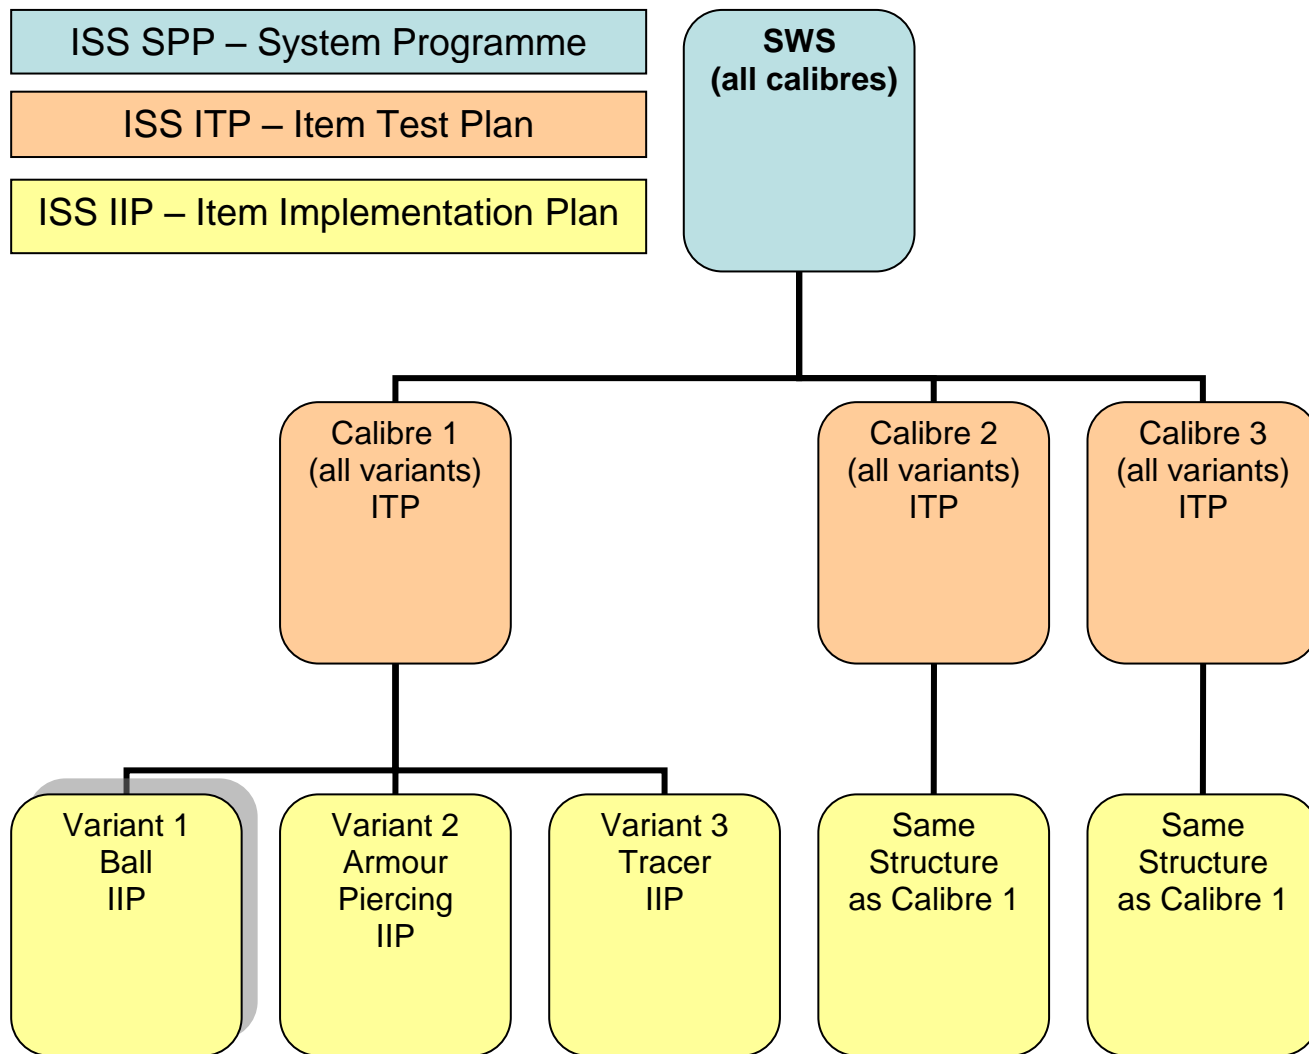 ISS SPP – System Programme
ISS ITP – Item Test Plan
ISS IIP – Item Implementation Plan
SWS
(all calibres)
Calibre 1
(all variants)
ITP
Calibre 2
(all variants)
ITP
Calibre 3
(all variants)
ITP
Variant 1
Ball
IIP
Variant 2
Armour
Piercing
IIP
Variant 3
Tracer
IIP
Same
Structure
as Calibre 1
Same
Structure
as Calibre 1